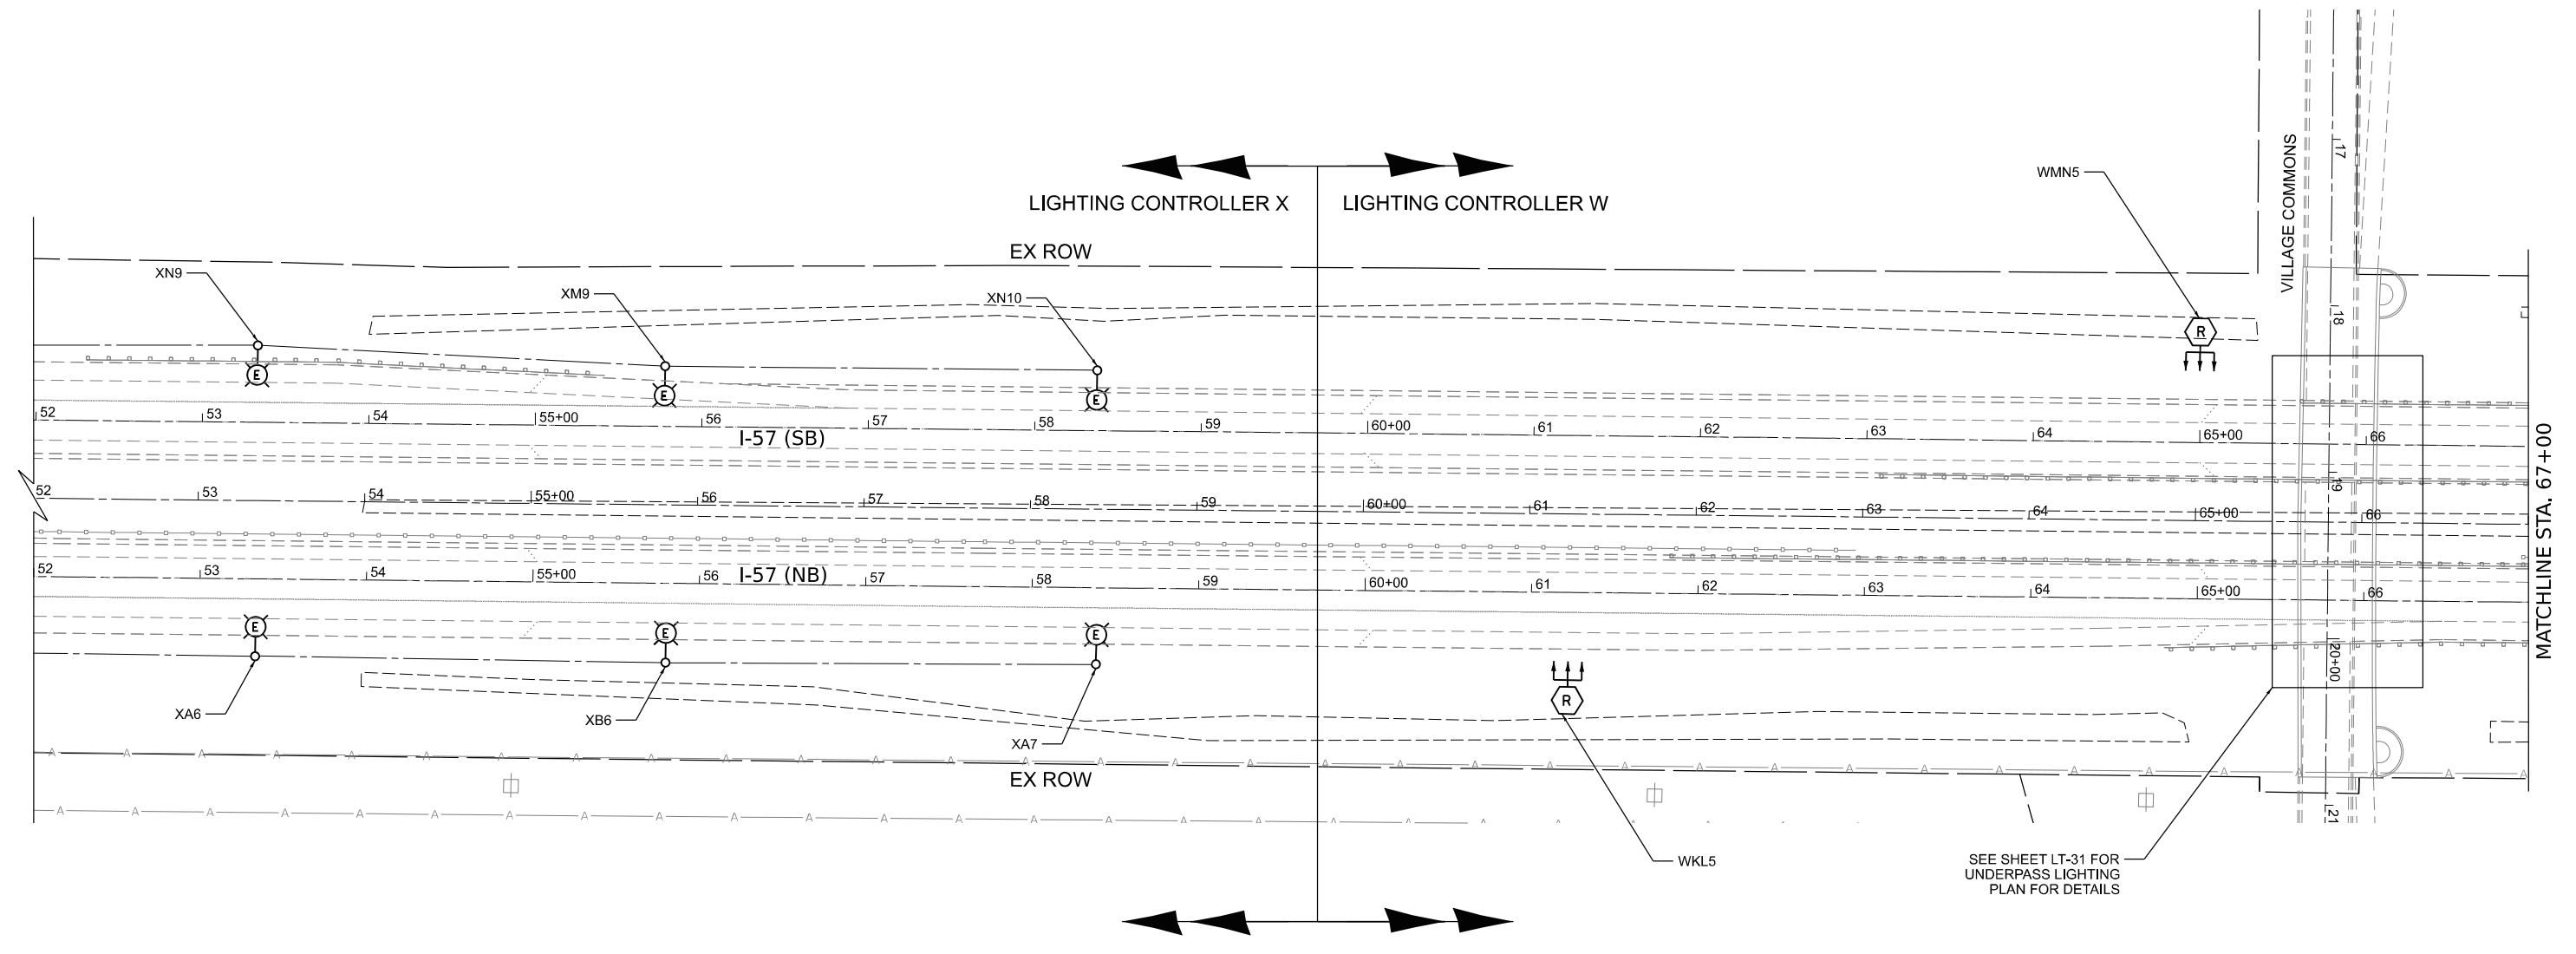 17
WMN5
VILLAGE COMMONS
LIGHTING CONTROLLER X
LIGHTING CONTROLLER W
EX ROW
XN9
XM9
XN10
R
18
E
E
E
52 53 54 55+00 56 57 58 59 60+00 61 62 63 64 65+00 66
I-57 (SB)
MATCHLINE STA. 67+00
19
52 53 54 55+00 56 57 58 59 60+00 61 62 63 64 65+00 66
52 53 54 55+00 56 57 58 59 60+00 61 62 63 64 65+00 66
I-57 (NB)
E
E
E
20+00
R
XA6
XB6
XA7
A A A A A A A A A A A A A A A A A A A A A A A A A A A A A A A A A A
EX ROW
A A A A A A A A A A A A A A A A A A A A A A A A A
21
WKL5
SEE SHEET LT-31 FOR
UNDERPASS LIGHTING
PLAN FOR DETAILS